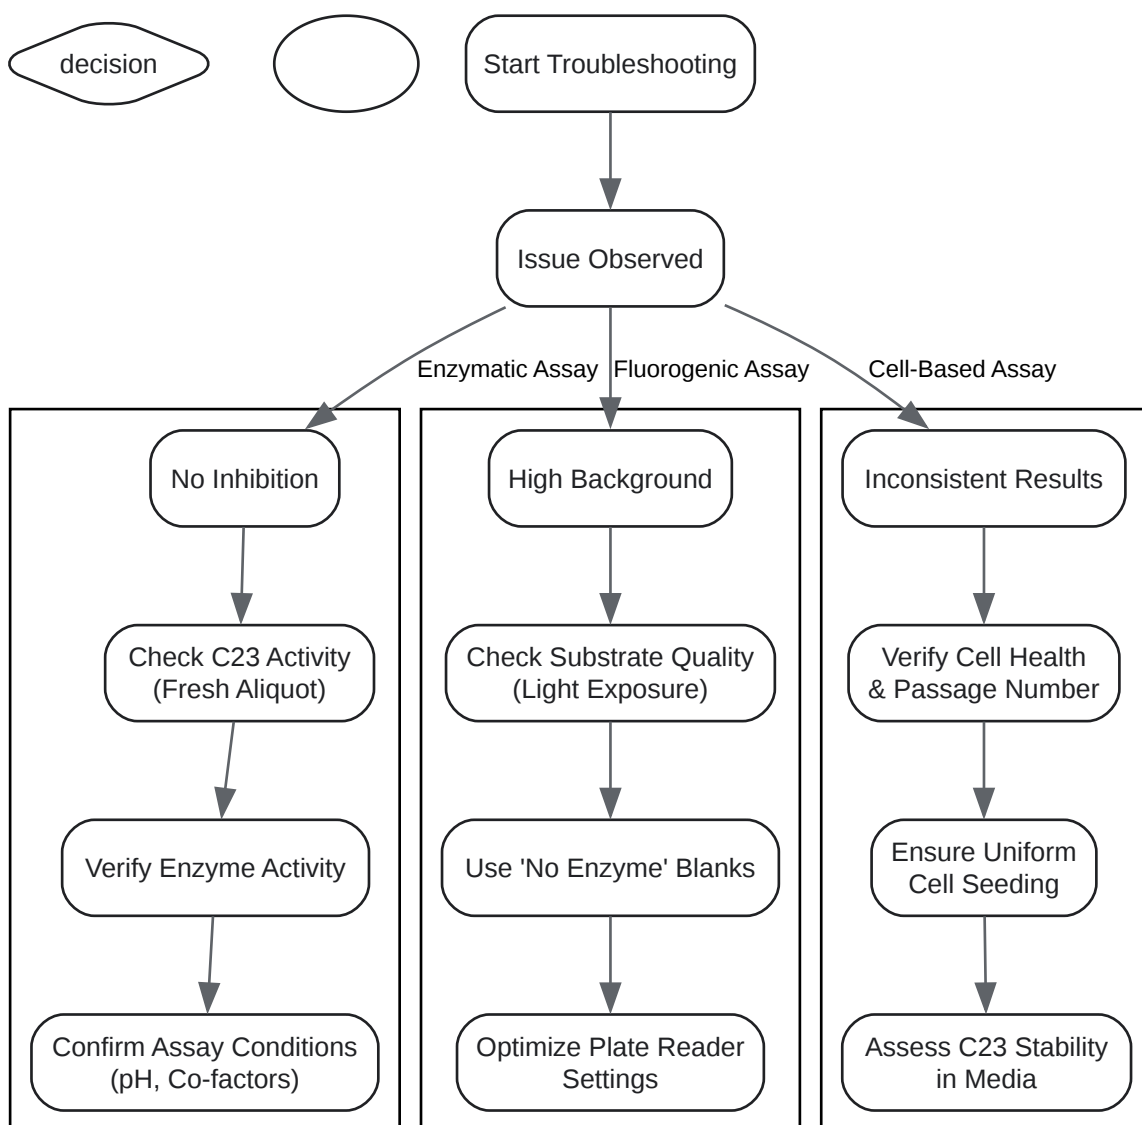 decision
Start Troubleshooting
Issue Observed
Enzymatic Assay
Fluorogenic Assay
Cell-Based Assay
No Inhibition
High Background
Inconsistent Results
Check C23 Activity
(Fresh Aliquot)
Check Substrate Quality
(Light Exposure)
Verify Cell Health
& Passage Number
Verify Enzyme Activity
Use 'No Enzyme' Blanks
Ensure Uniform
Cell Seeding
Confirm Assay Conditions
(pH, Co-factors)
Optimize Plate Reader
Settings
Assess C23 Stability
in Media